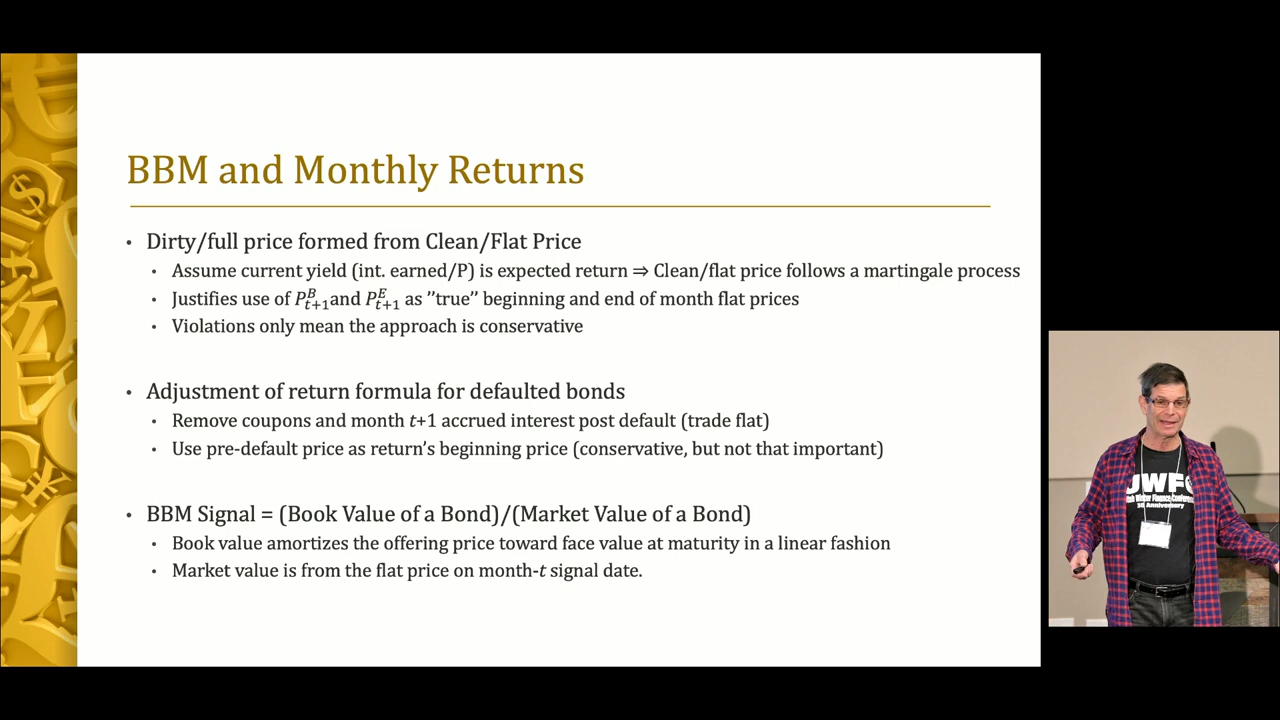 BBM and Monthly Returns
• Dirty/full price formed from Clean/Flat Price
• Assume current yield (int. earned/P) is expected return ⇒ Clean/flat price follows a martingale process
• Justifies use of P^B_{t+1} and P^E_{t+1} as ”true” beginning and end of month flat prices
• Violations only mean the approach is conservative
• Adjustment of return formula for defaulted bonds
• Remove coupons and month t+1 accrued interest post default (trade flat)
• Use pre-default price as return’s beginning price (conservative, but not that important)
• BBM Signal = (Book Value of a Bond)/(Market Value of a Bond)
• Book value amortizes the offering price toward face value at maturity in a linear fashion
• Market value is from the flat price on month-t signal date.
UWFC
Winter Finance
Anniversary